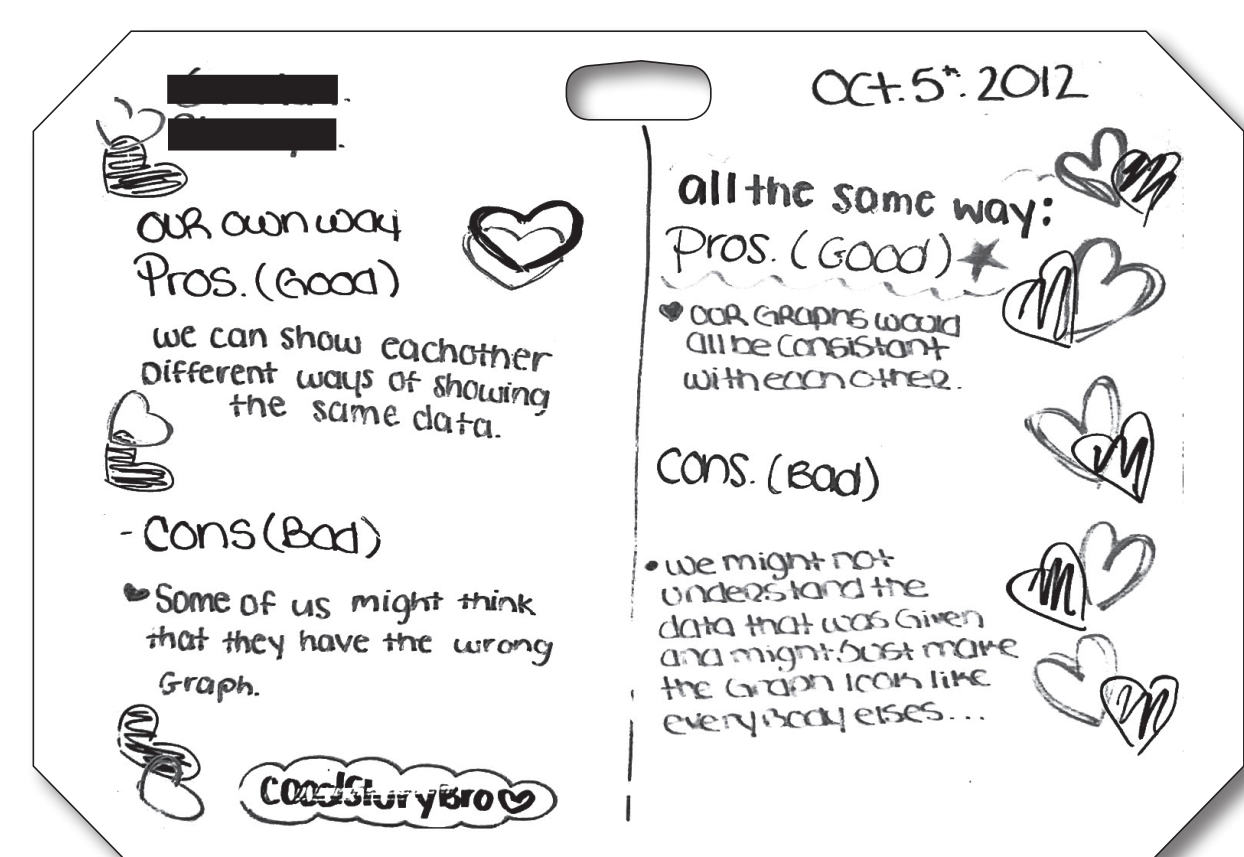 Oct. 5th. 2012
our own way
Pros. (Good)
we can show eachother
Different ways of showing
the same data.
- Cons (Bad)
Some of us might think
that they have the wrong
Graph.
all the same way:
Pros. (Good)
our Graphs would
all be Consistant
with each other.
Cons. (Bad)
• we might not
understand the
data that was Given
and might Just make
the Graph look like
everyBody elses...